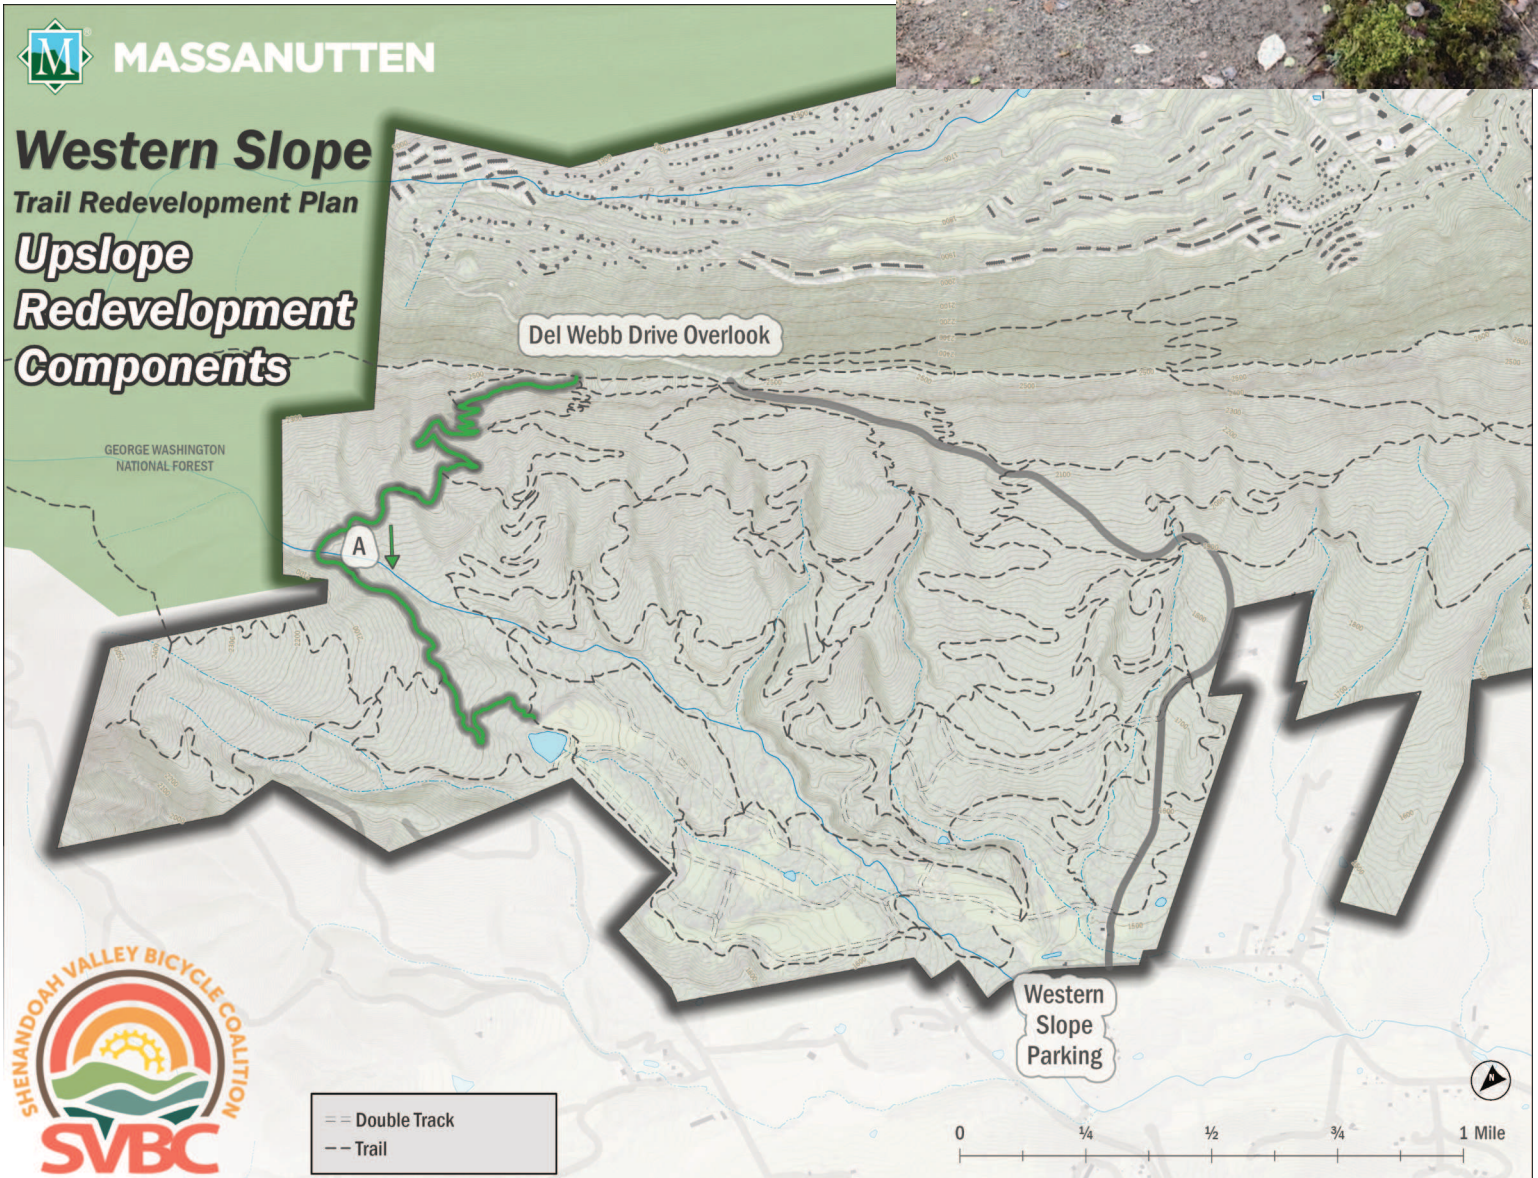 MASSANUTTEN
Western Slope
Trail Redevelopment Plan
Upslope
Redevelopment
Components
Del Webb Drive Overlook
GEORGE WASHINGTON
NATIONAL FOREST
A
Western
Slope
Parking
SHENANDOAH VALLEY BICYCLE COALITION
SVBC
Double Track
Trail
N
0 ¼ ½ ¾ 1 Mile